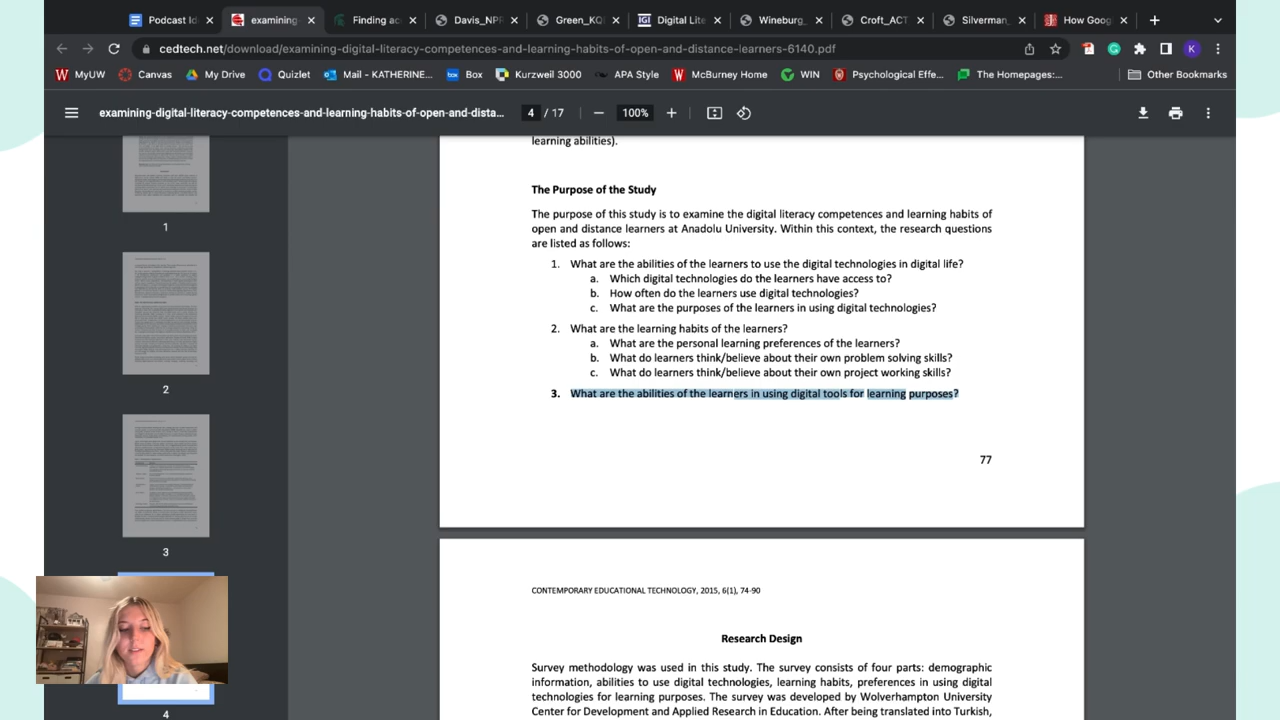 Podcast Id
examining-
Finding ac
Davis_NPR
Green_KQ
IGI
Digital Lite
Wineburg_
Croft_ACT
Silverman_
How Goog
cedtech.net/download/examining-digital-literacy-competences-and-learning-habits-of-open-and-distance-learners-6140.pdf
K
MyUW
Canvas
My Drive
Quizlet
Mail - KATHERINE...
box Box
Kurzweil 3000
APA Style
McBurney Home
WIN
Psychological Effe...
The Homepages:...
Other Bookmarks
examining-digital-literacy-competences-and-learning-habits-of-open-and-dista...
4 / 17
100%
1
2
3
4
learning abilities).
The Purpose of the Study
The purpose of this study is to examine the digital literacy competences and learning habits of
open and distance learners at Anadolu University. Within this context, the research questions
are listed as follows:
1. What are the abilities of the learners to use the digital technologies in digital life?
a. Which digital technologies do the learners have access to?
b. How often do the learners use digital technologies?
c. What are the purposes of the learners in using digital technologies?
2. What are the learning habits of the learners?
a. What are the personal learning preferences of the learners?
b. What do learners think/believe about their own problem solving skills?
c. What do learners think/believe about their own project working skills?
3. What are the abilities of the learners in using digital tools for learning purposes?
77
CONTEMPORARY EDUCATIONAL TECHNOLOGY, 2015, 6(1), 74-90
Research Design
Survey methodology was used in this study. The survey consists of four parts: demographic
information, abilities to use digital technologies, learning habits, preferences in using digital
technologies for learning purposes. The survey was developed by Wolverhampton University
Center for Development and Applied Research in Education. After being translated into Turkish,